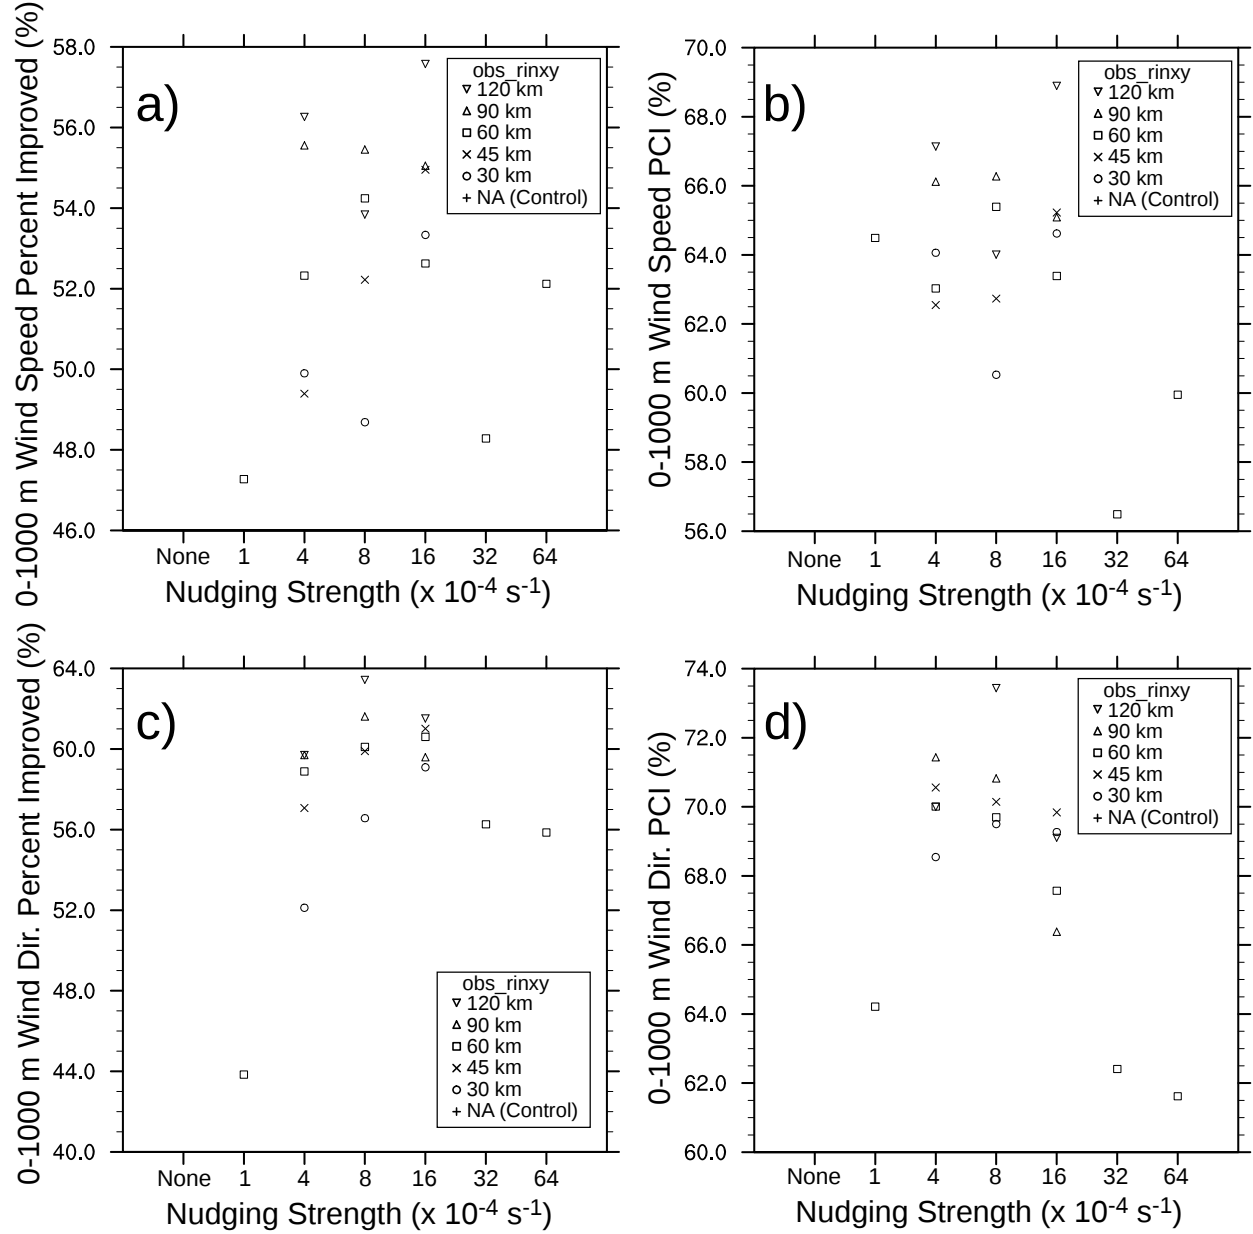 0-1000 m Wind Speed Percent Improved (%)
58.0
56.0
54.0
52.0
50.0
48.0
46.0
a)
obs_rinxy
120 km
90 km
60 km
45 km
30 km
NA (Control)
None 1 4 8 16 32 64
Nudging Strength (x 10-4 s-1)
0-1000 m Wind Speed PCI (%)
70.0
68.0
66.0
64.0
62.0
60.0
58.0
56.0
b)
obs_rinxy
120 km
90 km
60 km
45 km
30 km
NA (Control)
None 1 4 8 16 32 64
Nudging Strength (x 10-4 s-1)
0-1000 m Wind Dir. Percent Improved (%)
64.0
60.0
56.0
52.0
48.0
44.0
40.0
c)
obs_rinxy
120 km
90 km
60 km
45 km
30 km
NA (Control)
None 1 4 8 16 32 64
Nudging Strength (x 10-4 s-1)
0-1000 m Wind Dir. PCI (%)
74.0
72.0
70.0
68.0
66.0
64.0
62.0
60.0
d)
obs_rinxy
120 km
90 km
60 km
45 km
30 km
NA (Control)
None 1 4 8 16 32 64
Nudging Strength (x 10-4 s-1)